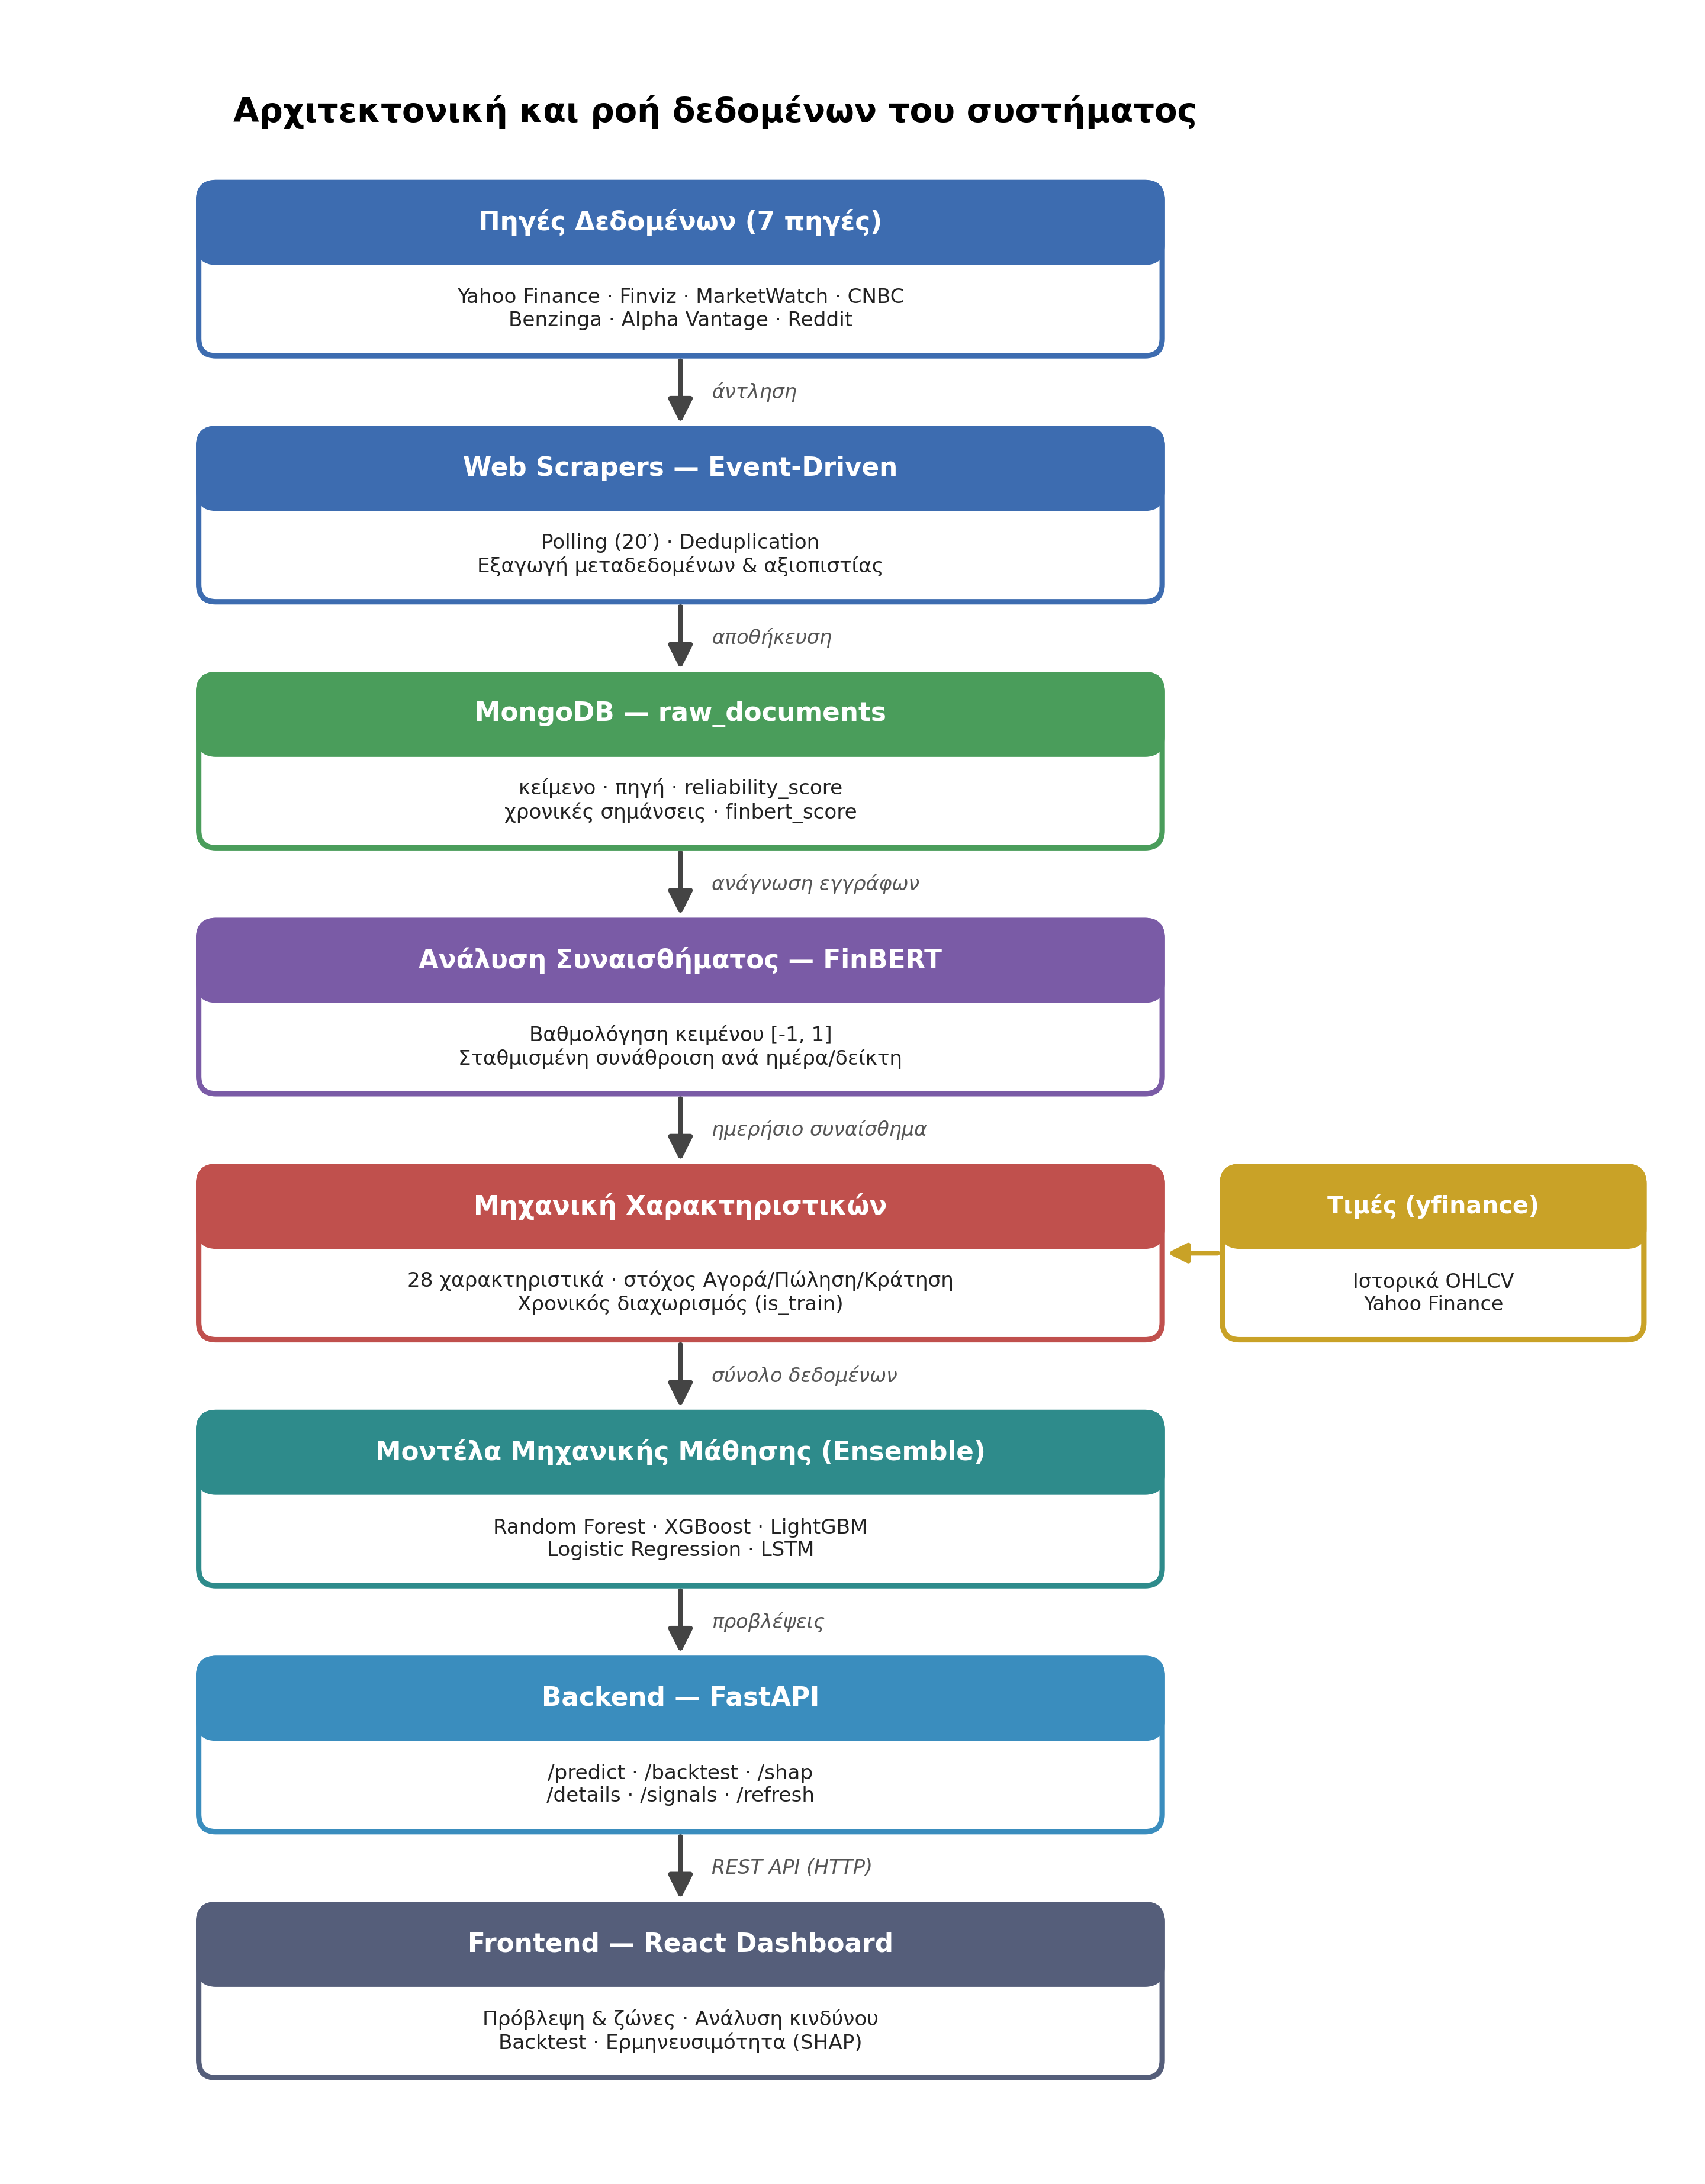 Αρχιτεκτονική και ροή δεδομένων του συστήματος
Πηγές Δεδομένων (7 πηγές)
Yahoo Finance · Finviz · MarketWatch · CNBC
Benzinga · Alpha Vantage · Reddit
άντληση
Web Scrapers — Event-Driven
Polling (20′) · Deduplication
Εξαγωγή μεταδεδομένων & αξιοπιστίας
αποθήκευση
MongoDB — raw_documents
κείμενο · πηγή · reliability_score
χρονικές σημάνσεις · finbert_score
ανάγνωση εγγράφων
Ανάλυση Συναισθήματος — FinBERT
Βαθμολόγηση κειμένου [-1, 1]
Σταθμισμένη συνάθροιση ανά ημέρα/δείκτη
ημερήσιο συναίσθημα
Μηχανική Χαρακτηριστικών
28 χαρακτηριστικά · στόχος Αγορά/Πώληση/Κράτηση
Χρονικός διαχωρισμός (is_train)
Τιμές (yfinance)
Ιστορικά OHLCV
Yahoo Finance
σύνολο δεδομένων
Μοντέλα Μηχανικής Μάθησης (Ensemble)
Random Forest · XGBoost · LightGBM
Logistic Regression · LSTM
προβλέψεις
Backend — FastAPI
/predict · /backtest · /shap
/details · /signals · /refresh
REST API (HTTP)
Frontend — React Dashboard
Πρόβλεψη & ζώνες · Ανάλυση κινδύνου
Backtest · Ερμηνευσιμότητα (SHAP)